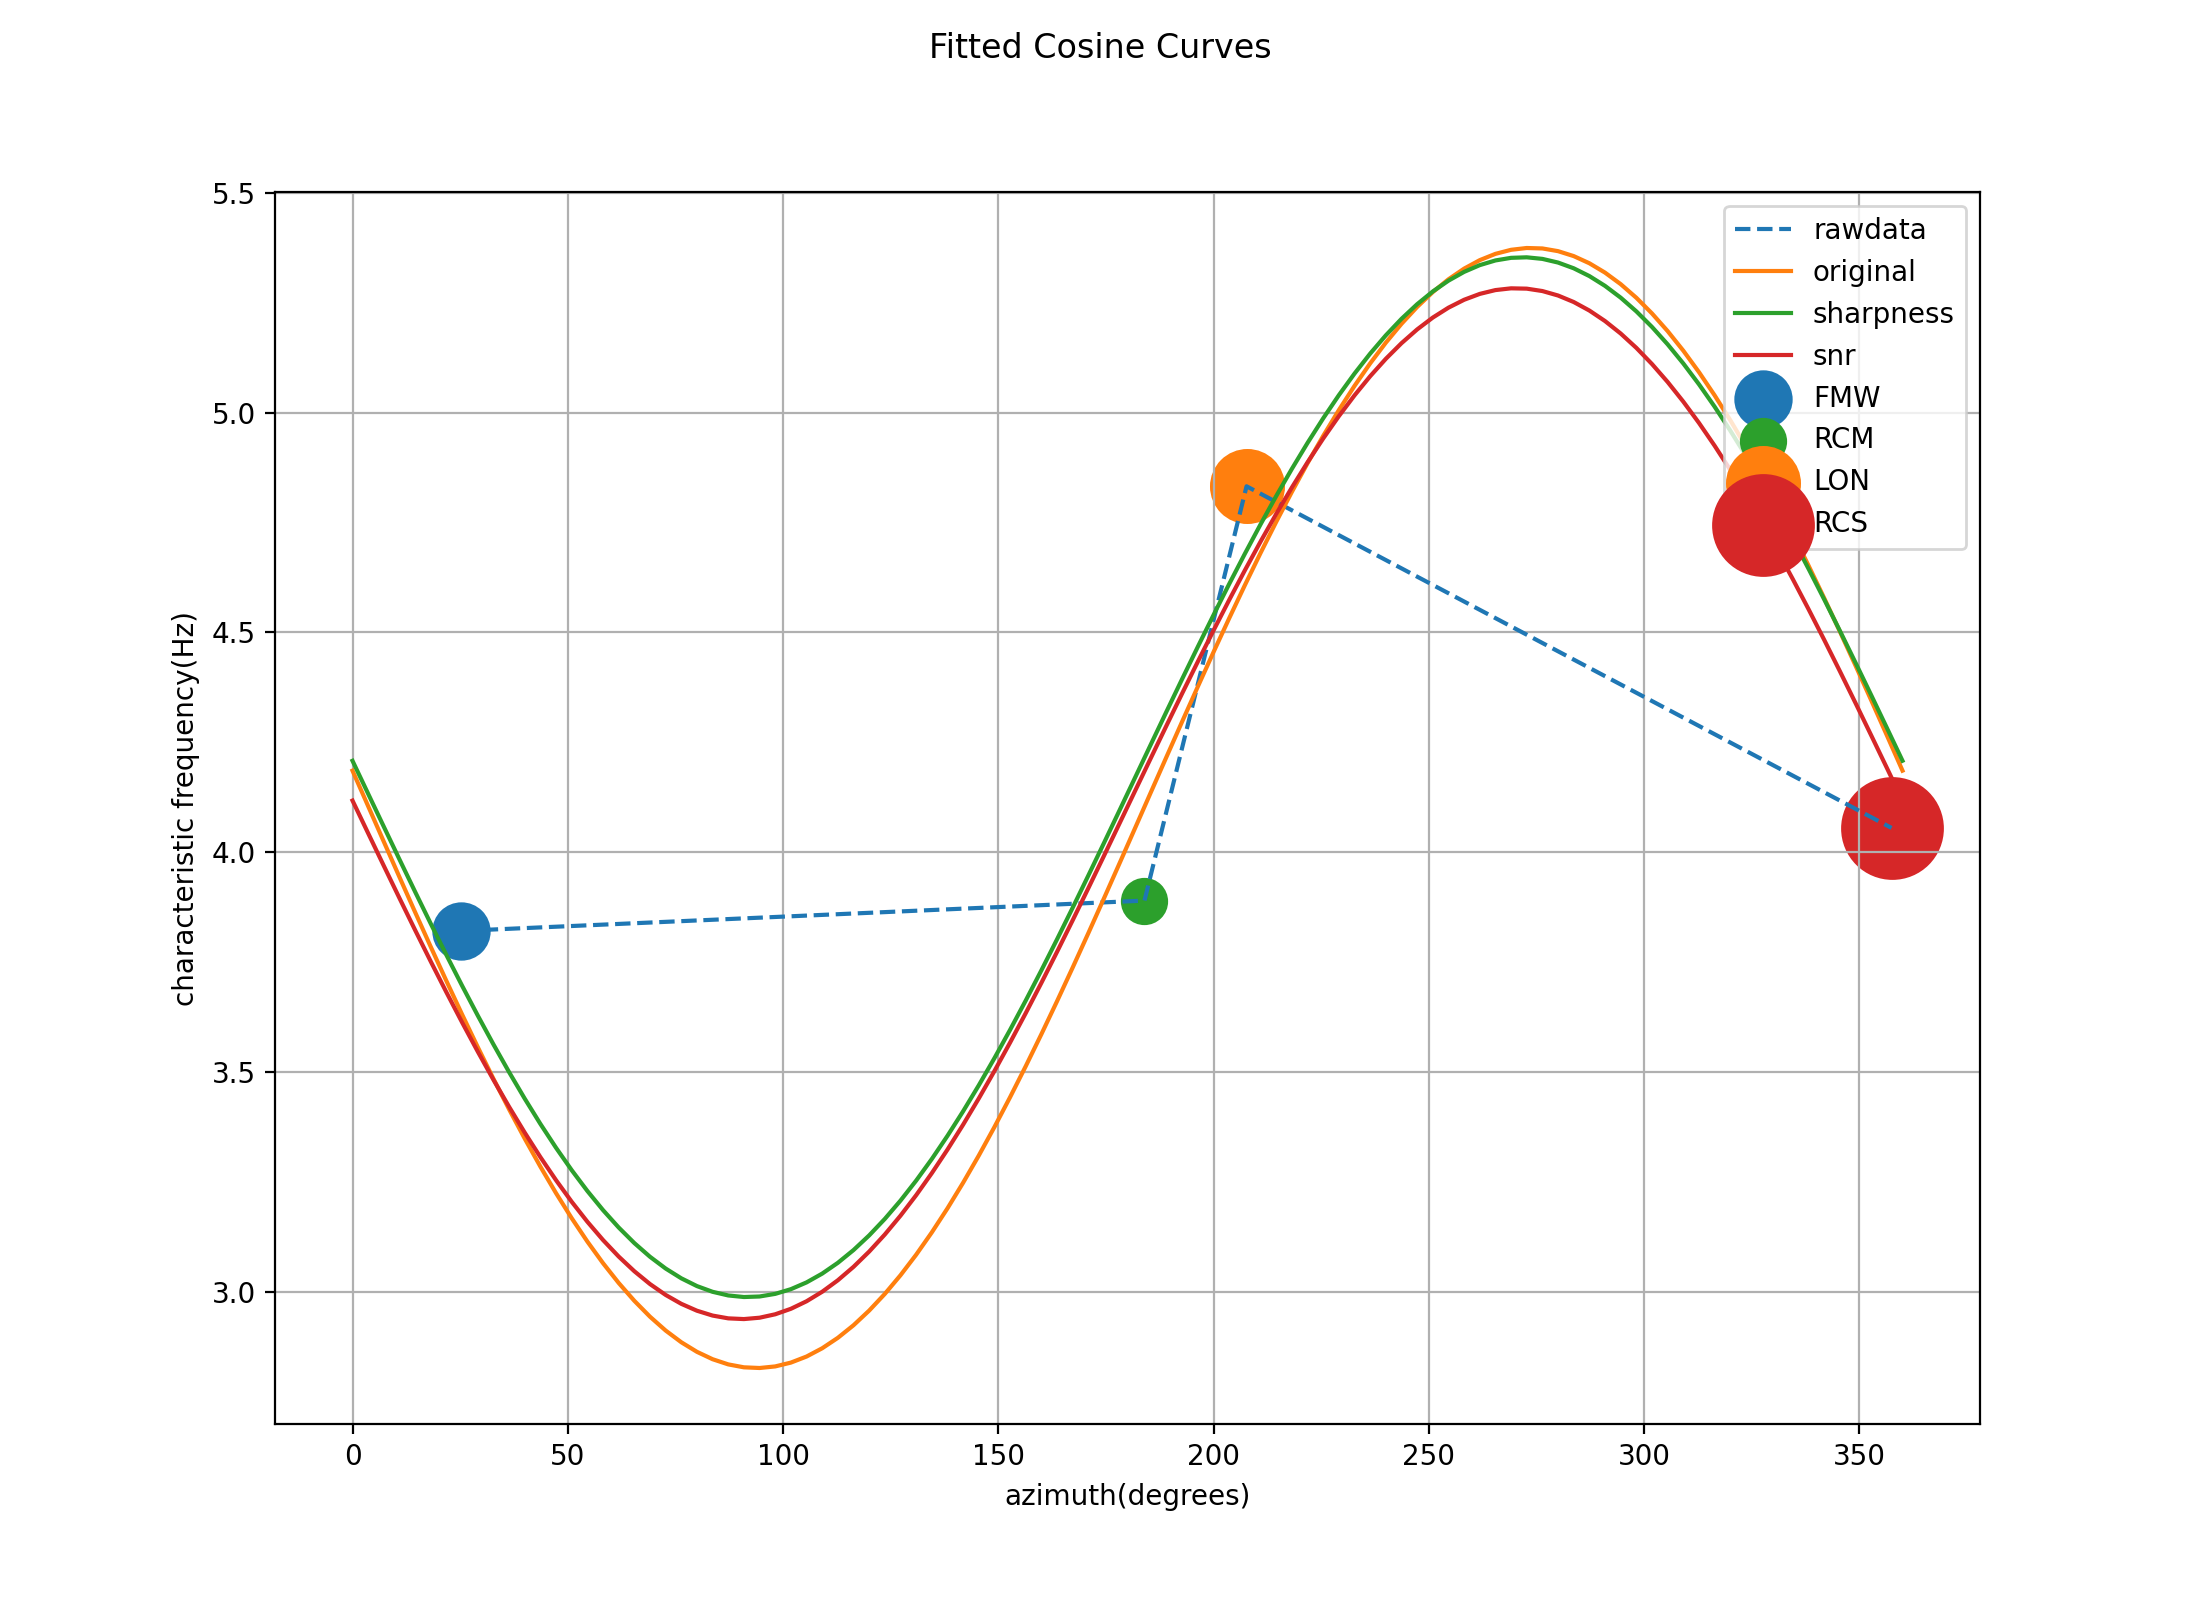 Fitted Cosine Curves
5.5
5.0
4.5
4.0
3.5
3.0
characteristic frequency(Hz)
rawdata
original
sharpness
snr
FMW
RCM
LON
RCS
0 50 100 150 200 250 300 350
azimuth(degrees)